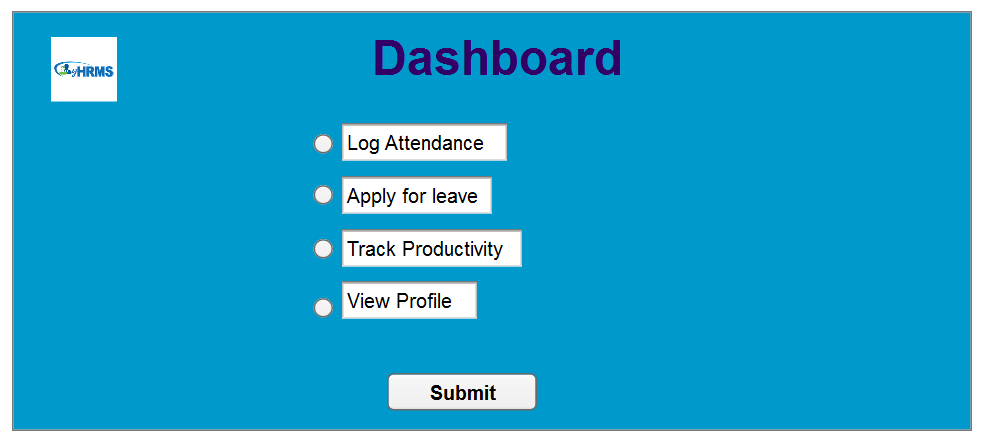 HRMS
Dashboard
Log Attendance
Apply for leave
Track Productivity
View Profile
Submit